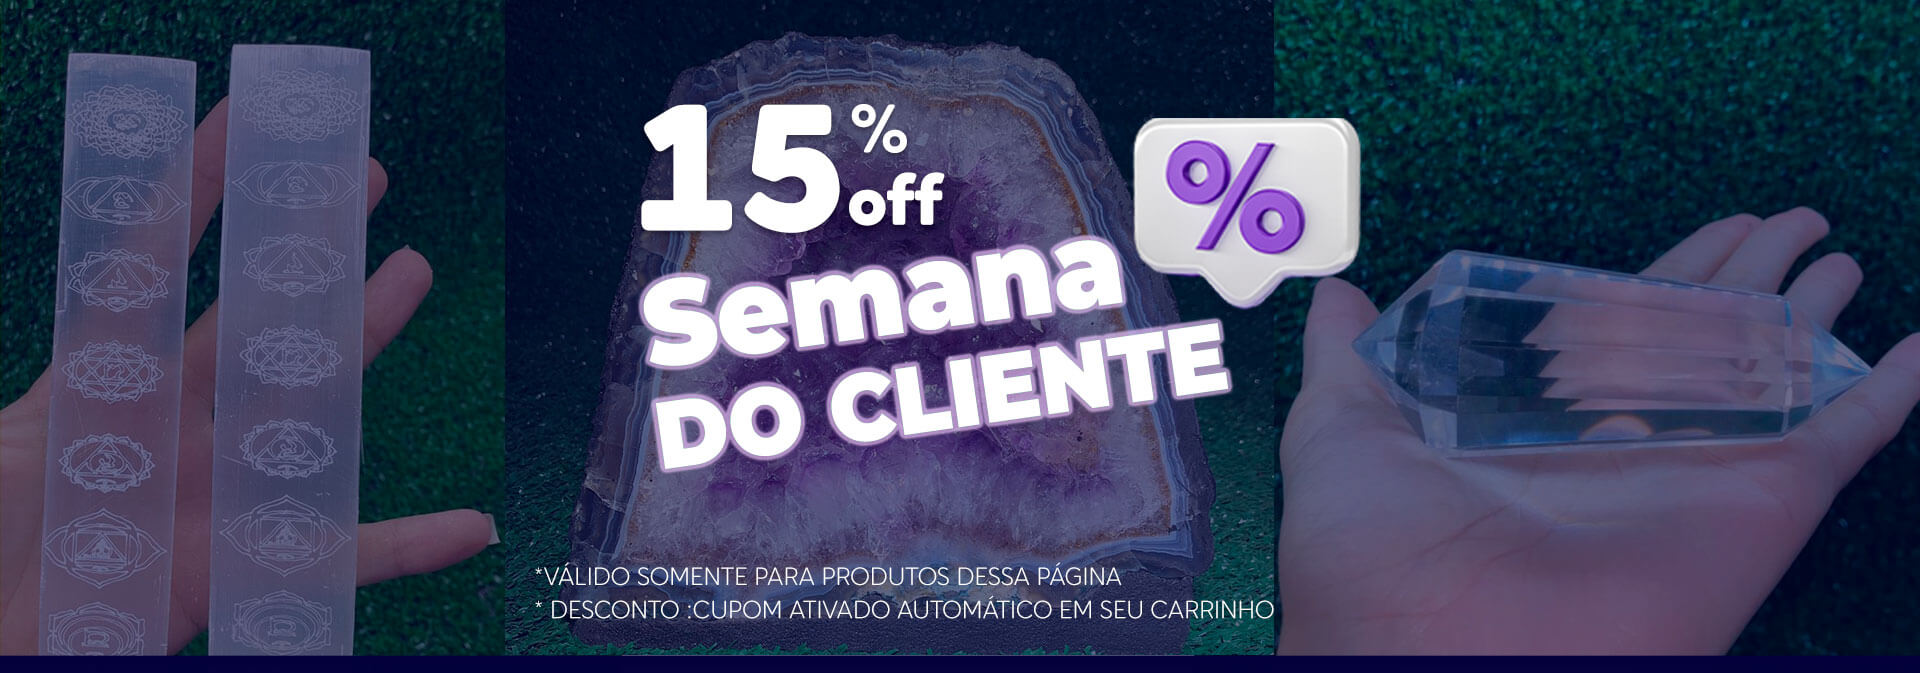 15% off
Semana
DO CLIENTE
%
*VÁLIDO SOMENTE PARA PRODUTOS DESSA PÁGINA
* DESCONTO :CUPOM ATIVADO AUTOMÁTICO EM SEU CARRINHO